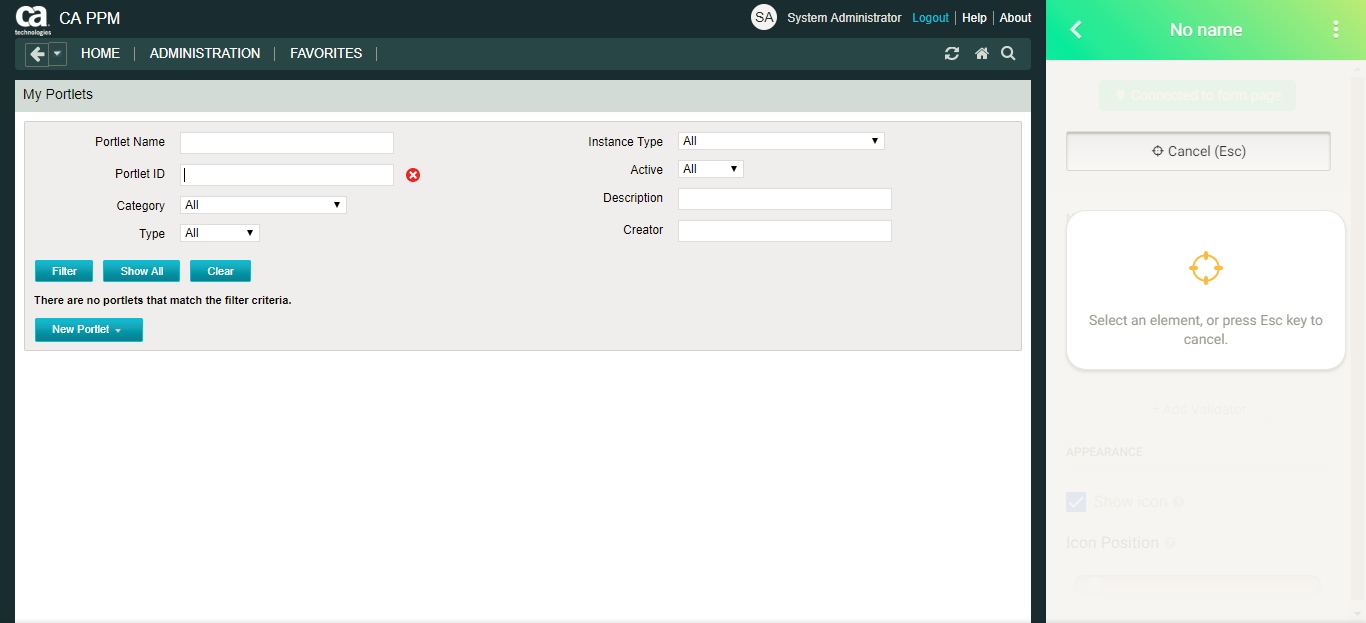 ca
technologies
CA PPM
SA System Administrator Logout Help About
HOME ADMINISTRATION FAVORITES
My Portlets
Portlet Name
Portlet ID
Category All
Type All
Instance Type All
Active All
Description
Creator
Filter Show All Clear
There are no portlets that match the filter criteria.
New Portlet
No name
Connected to form page
Cancel (Esc)
Select an element, or press Esc key to
cancel.
+ Add Validator
APPEARANCE
Show Icon
Icon Position